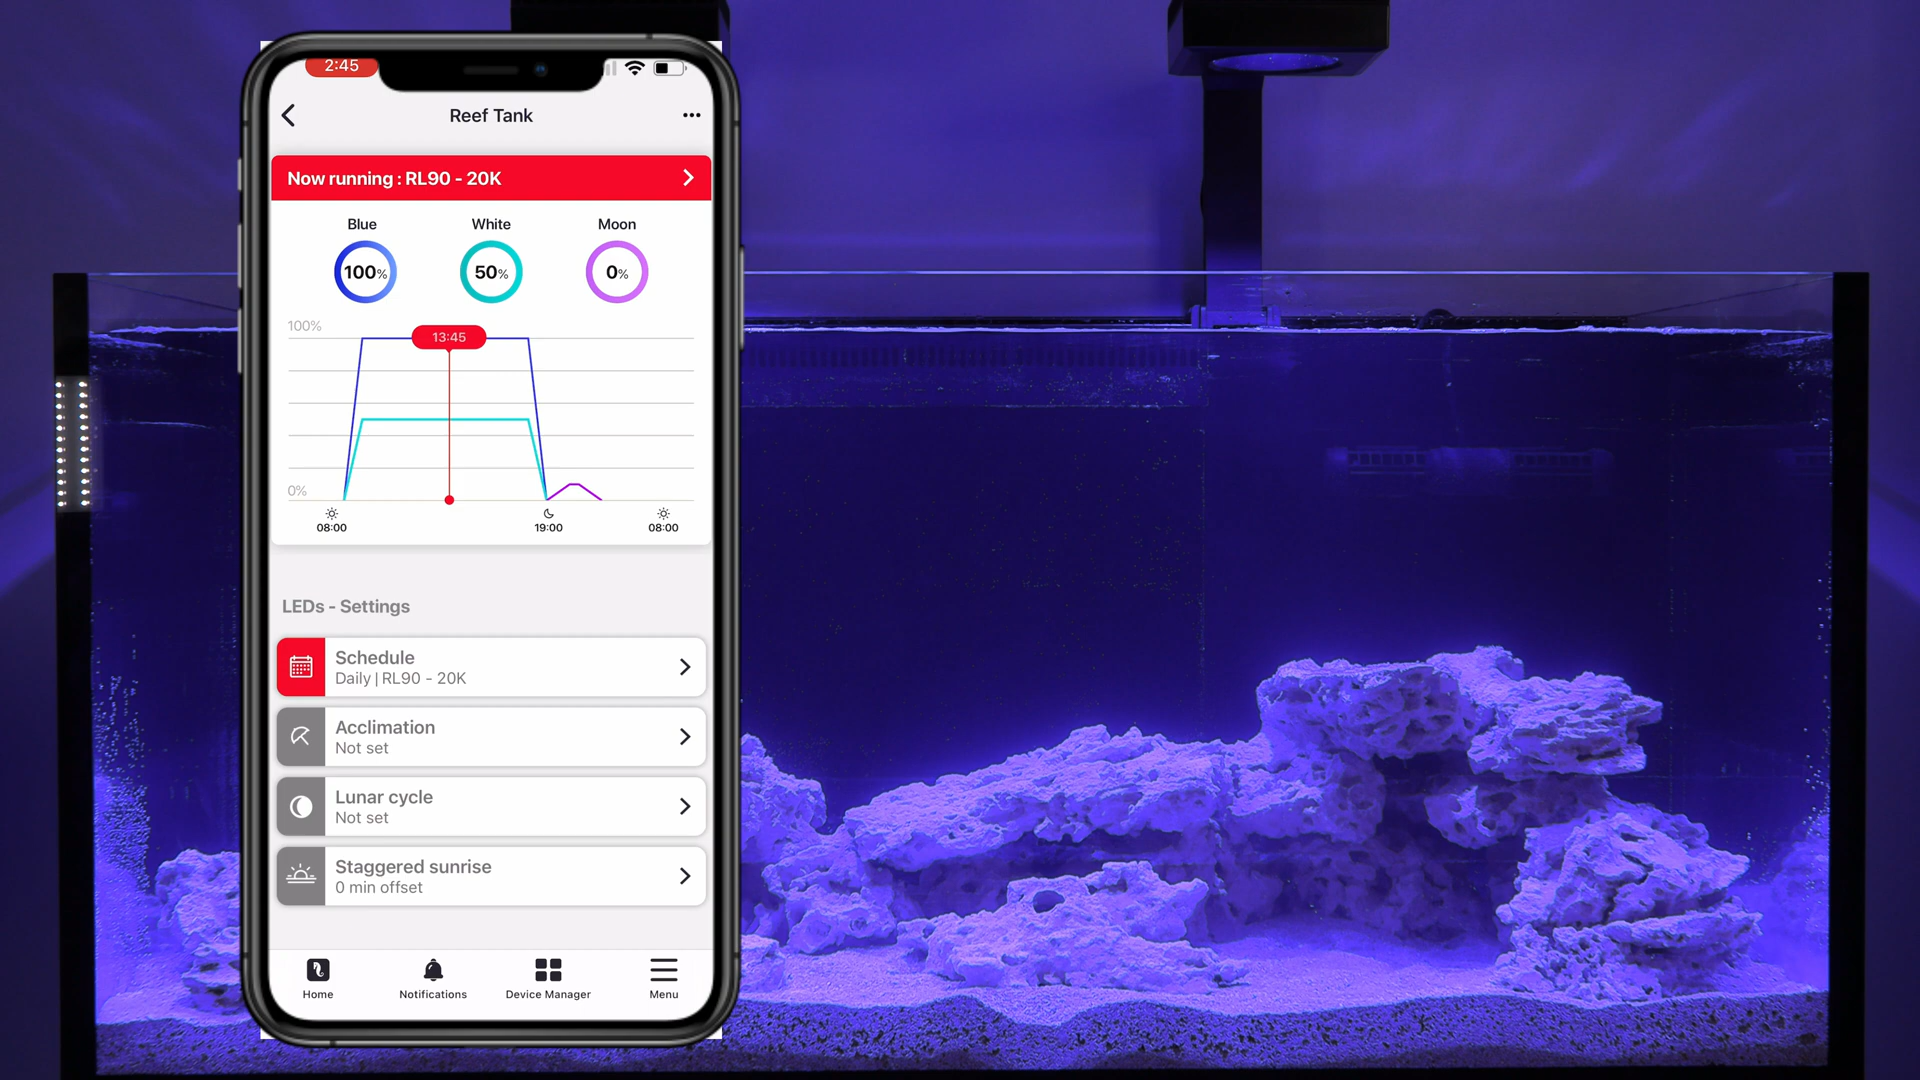 2:45
Reef Tank
Now running : RL90 - 20K
Blue White Moon
100% 50% 0%
100%
13:45
0%
08:00 19:00 08:00
LEDs - Settings
Schedule
Daily | RL90 - 20K
Acclimation
Not set
Lunar cycle
Not set
Staggered sunrise
0 min offset
Home Notifications Device Manager Menu